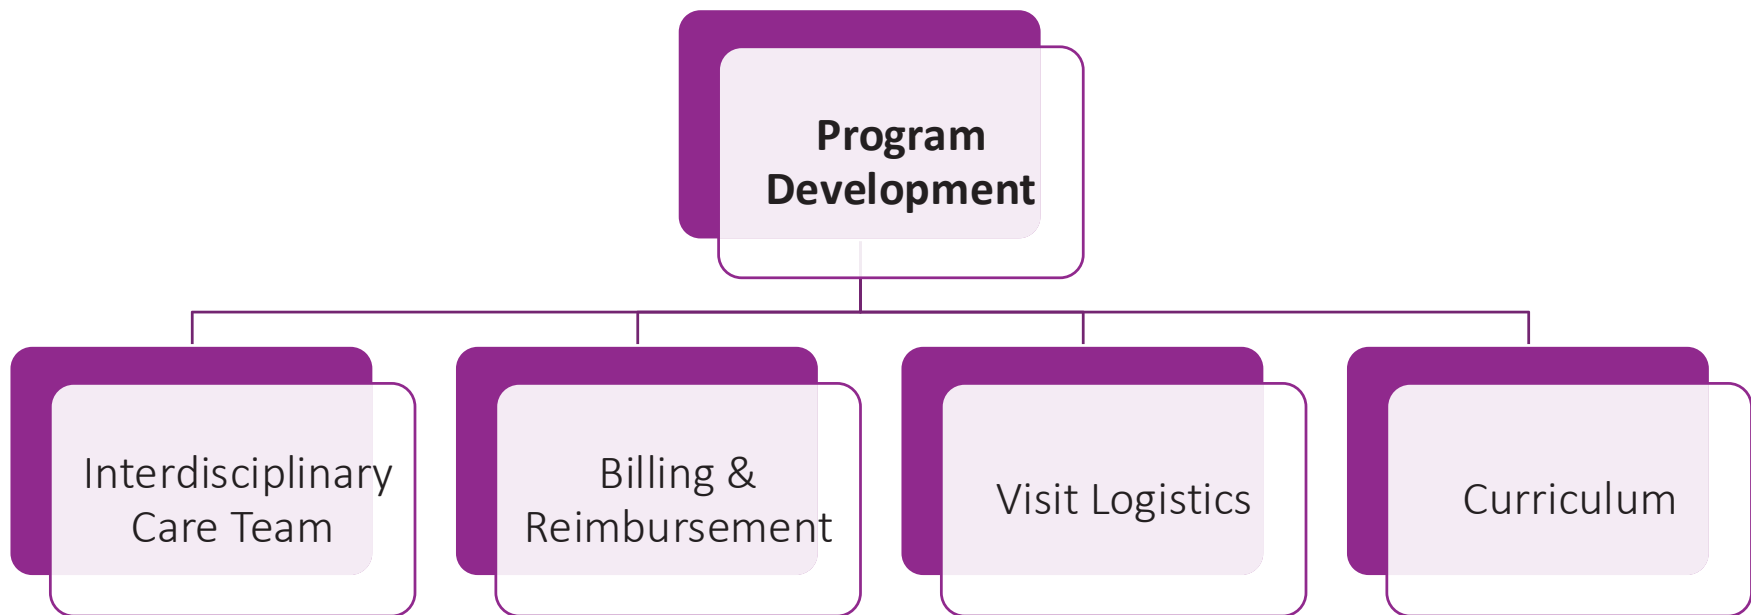 Program
Development
Interdisciplinary
Care Team
Billing &
Reimbursement
Visit Logistics
Curriculum